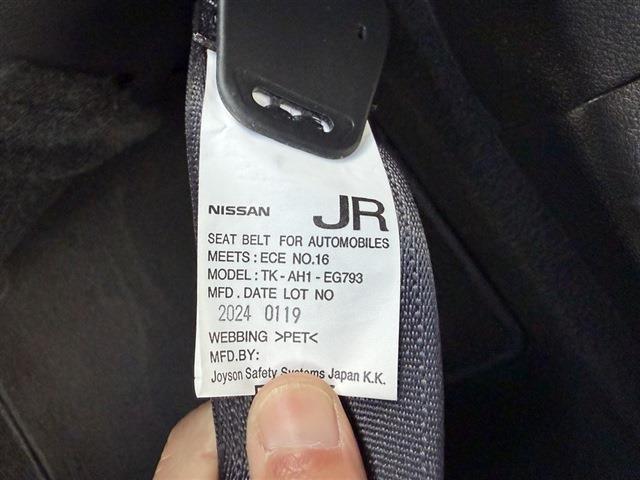 NISSAN JR
SEAT BELT FOR AUTOMOBILES
MEETS : ECE NO.16
MODEL : TK - AH1 - EG793
MFD . DATE LOT NO
2024 0119
WEBBING >PET<
MFD.BY:
Joyson Safety Systems Japan K.K.